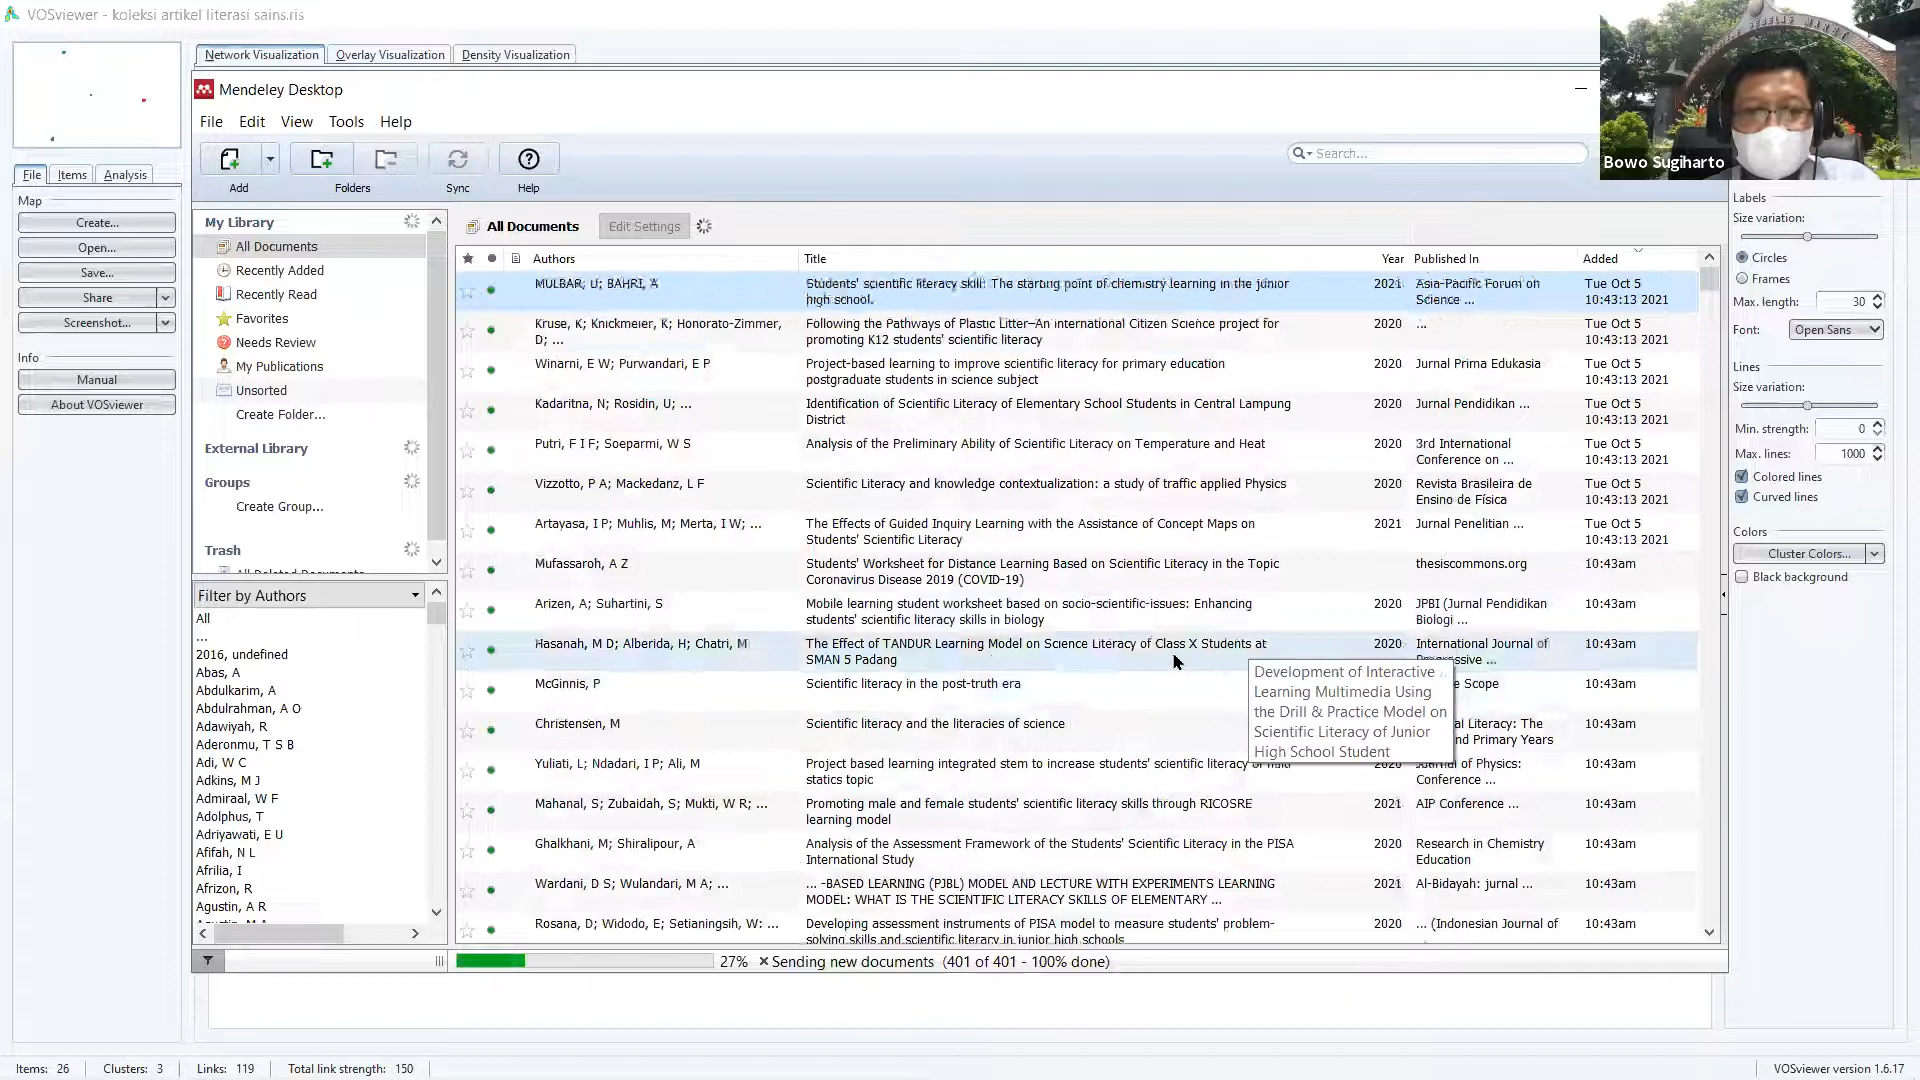 VOSviewer - koleksi artikel literasi sains.ris
Network Visualization
Overlay Visualization
Density Visualization
Mendeley Desktop
File Edit View Tools Help
Search...
Bowo Sugiharto
Add
Folders
Sync
Help
File
Items
Analysis
Map
Create...
Open...
Save...
Share
Screenshot...
Info
Manual
About VOSviewer
My Library
All Documents
Recently Added
Recently Read
Favorites
Needs Review
My Publications
Unsorted
Create Folder...
External Library
Groups
Create Group...
Trash
All Deleted Documents
Filter by Authors
All
...
2016, undefined
Abas, A
Abdulkarim, A
Abdulrahman, A O
Adawiyah, R
Aderonmu, T S B
Adi, W C
Adkins, M J
Admiraal, W F
Adolphus, T
Adriyawati, E U
Afifah, N L
Afrilia, I
Afrizon, R
Agustin, A R
Agustin, M A
All Documents
Edit Settings
Authors Title Year Published In Added
MULBAR, U; BAHRI, A Students' scientific literacy skill: The starting point of chemistry learning in the junior 2021 Asia-Pacific Forum on Tue Oct 5
high school. Science ... 10:43:13 2021
Kruse, K; Knickmeier, K; Honorato-Zimmer, Following the Pathways of Plastic Litter—An international Citizen Science project for 2020 ... Tue Oct 5
D; ... promoting K12 students' scientific literacy 10:43:13 2021
Winarni, E W; Purwandari, E P Project-based learning to improve scientific literacy for primary education 2020 Jurnal Prima Edukasia Tue Oct 5
postgraduate students in science subject 10:43:13 2021
Kadaritna, N; Rosidin, U; ... Identification of Scientific Literacy of Elementary School Students in Central Lampung 2020 Jurnal Pendidikan ... Tue Oct 5
District 10:43:13 2021
Putri, F I F; Soeparmi, W S Analysis of the Preliminary Ability of Scientific Literacy on Temperature and Heat 2020 3rd International Tue Oct 5
Conference on ... 10:43:13 2021
Vizzotto, P A; Mackedanz, L F Scientific Literacy and knowledge contextualization: a study of traffic applied Physics 2020 Revista Brasileira de Tue Oct 5
Ensino de Física 10:43:13 2021
Artayasa, I P; Muhlis, M; Merta, I W; ... The Effects of Guided Inquiry Learning with the Assistance of Concept Maps on 2021 Jurnal Penelitian ... Tue Oct 5
Students' Scientific Literacy 10:43:13 2021
Mufassaroh, A Z Students' Worksheet for Distance Learning Based on Scientific Literacy in the Topic thesiscommons.org 10:43am
Coronavirus Disease 2019 (COVID-19)
Arizen, A; Suhartini, S Mobile learning student worksheet based on socio-scientific-issues: Enhancing 2020 JPBI (Jurnal Pendidikan 10:43am
students' scientific literacy skills in biology Biologi ...
Hasanah, M D; Alberida, H; Chatri, M The Effect of TANDUR Learning Model on Science Literacy of Class X Students at 2020 International Journal of 10:43am
SMAN 5 Padang Progressive ...
McGinnis, P Scientific literacy in the post-truth era Scope 10:43am
Christensen, M Scientific literacy and the literacies of science Literacy: The 10:43am
Primary Years
Yuliati, L; Ndadari, I P; Ali, M Project based learning integrated stem to increase students' scientific literacy of 2020 Journal of Physics: 10:43am
statics topic Conference ...
Mahanal, S; Zubaidah, S; Mukti, W R; ... Promoting male and female students' scientific literacy skills through RICOSRE 2021 AIP Conference ... 10:43am
learning model
Ghalkhani, M; Shiralipour, A Analysis of the Assessment Framework of the Students' Scientific Literacy in the PISA 2020 Research in Chemistry 10:43am
International Study Education
Wardani, D S; Wulandari, M A; ... ... -BASED LEARNING (PJBL) MODEL AND LECTURE WITH EXPERIMENTS LEARNING 2021 Al-Bidayah: jurnal ... 10:43am
MODEL: WHAT IS THE SCIENTIFIC LITERACY SKILLS OF ELEMENTARY ...
Rosana, D; Widodo, E; Setianingsih, W: ... Developing assessment instruments of PISA model to measure students' problem- 2020 ... (Indonesian Journal of 10:43am
solving skills and scientific literacy in junior high schools
Development of Interactive
Learning Multimedia Using
the Drill & Practice Model on
Scientific Literacy of Junior
High School Student
27% Sending new documents (401 of 401 - 100% done)
Labels
Size variation:
Circles
Frames
Max. length: 30
Font: Open Sans
Lines
Size variation:
Min. strength: 0
Max. lines: 1000
Colored lines
Curved lines
Colors
Cluster Colors...
Black background
Items: 26 Clusters: 3 Links: 119 Total link strength: 150
VOSviewer version 1.6.17